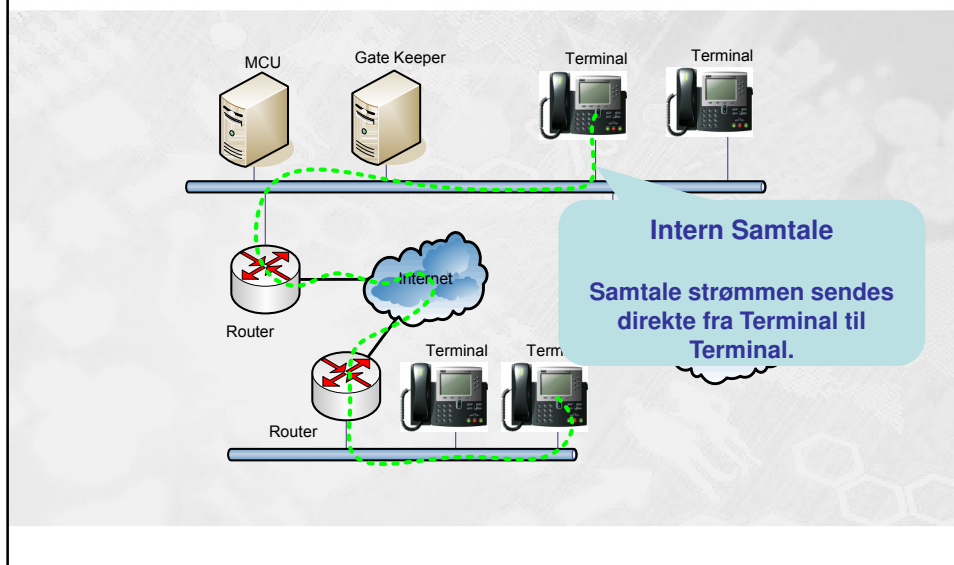 MCU
Gate Keeper
Terminal
Terminal
Intern Samtale
Samtale strømmen sendes
direkte fra Terminal til
Terminal.
Internet
Router
Terminal
Router